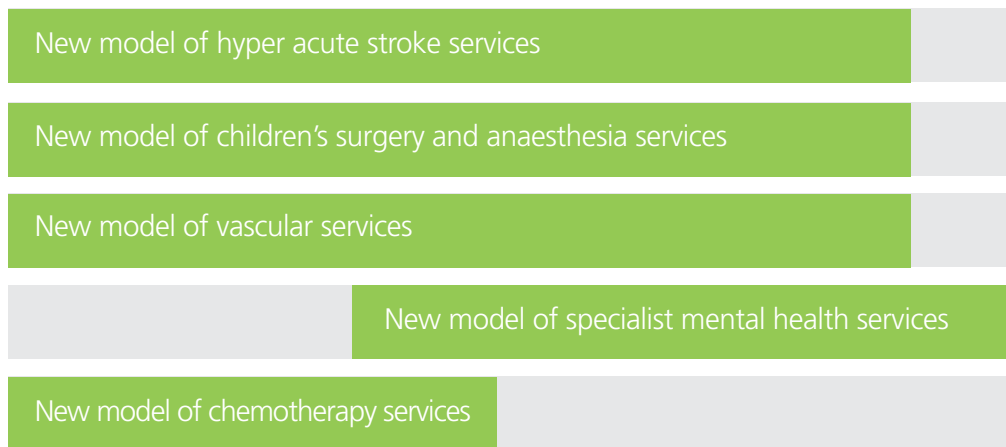 New model of hyper acute stroke services
New model of children’s surgery and anaesthesia services
New model of vascular services
New model of specialist mental health services
New model of chemotherapy services